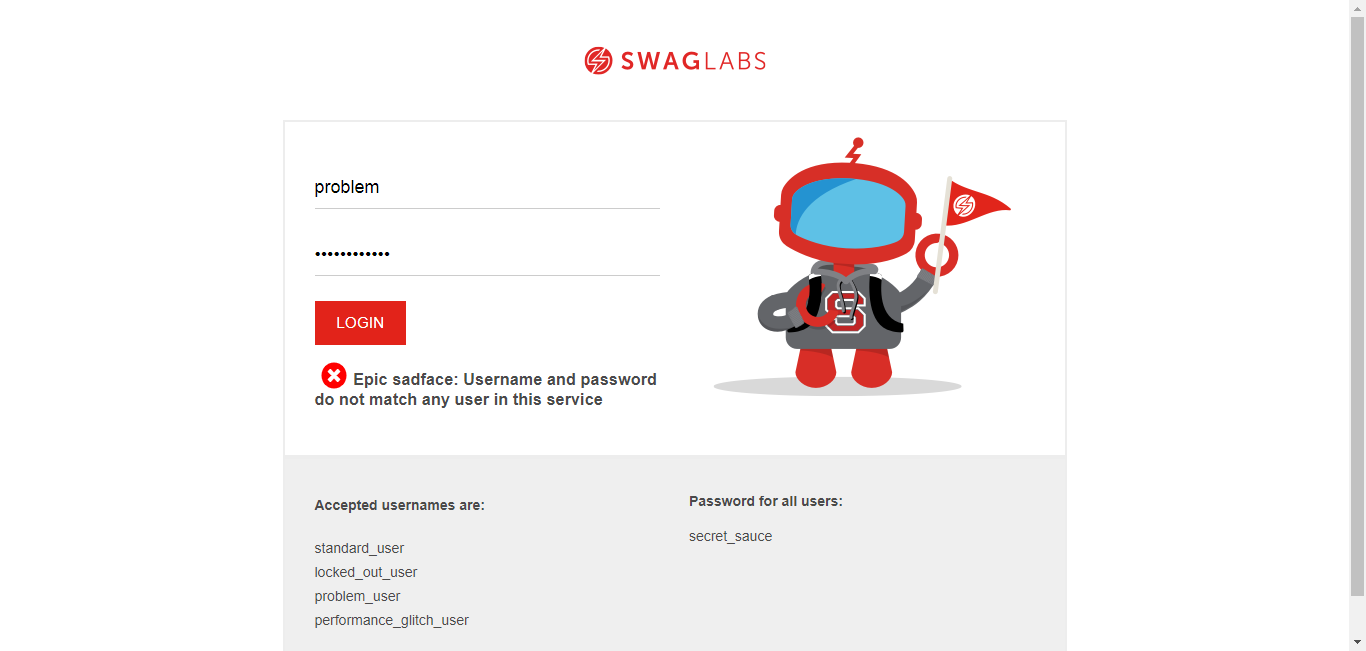 SWAGLABS
problem
••••••••••••
LOGIN
Epic sadface: Username and password
do not match any user in this service
S
Accepted usernames are:
standard_user
locked_out_user
problem_user
performance_glitch_user
Password for all users:
secret_sauce